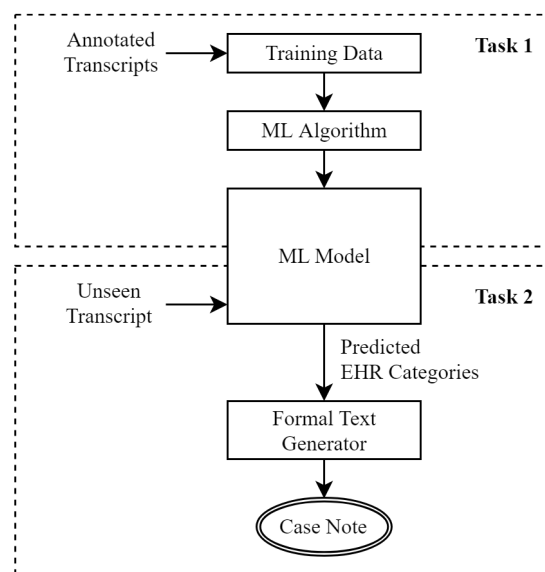 Annotated
Transcripts
Training Data
Task 1
ML Algorithm
ML Model
Unseen
Transcript
Task 2
Predicted
EHR Categories
Formal Text
Generator
Case Note